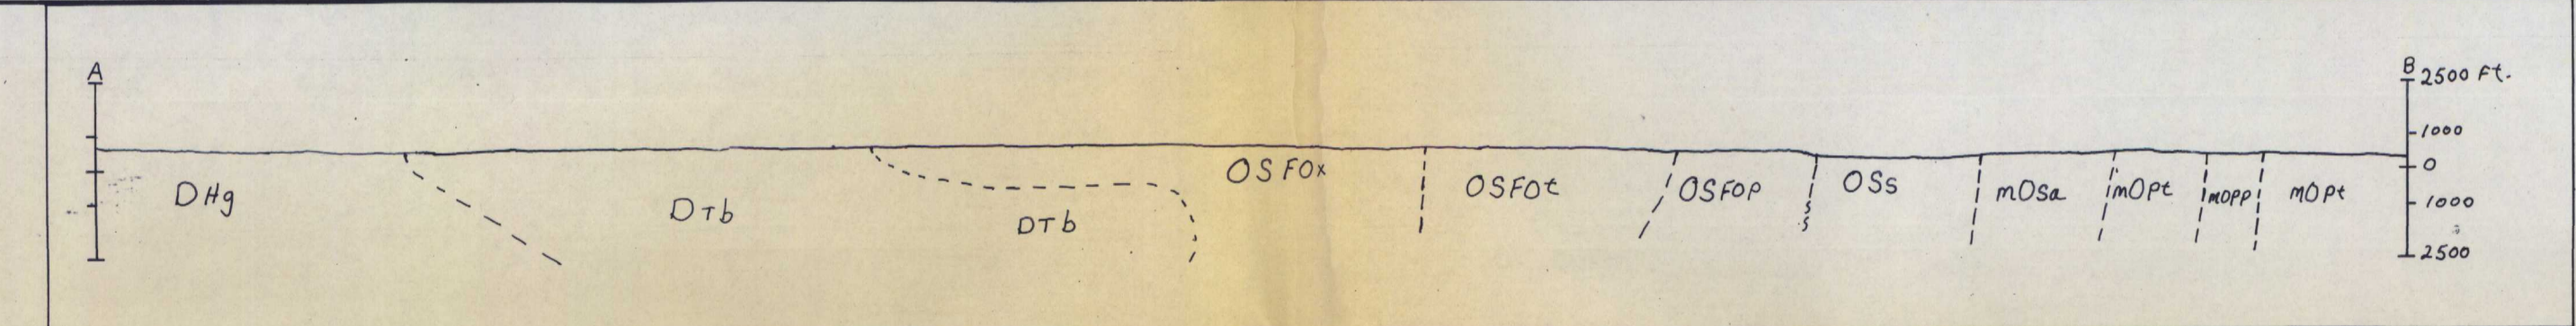 A
B 2500 Ft.
1000
0
1000
2500
DHg
DTb
DTb
OSFOx
OSFOt
OSFOp
OSs
mOsa
mOpt
mOPP
mOpt